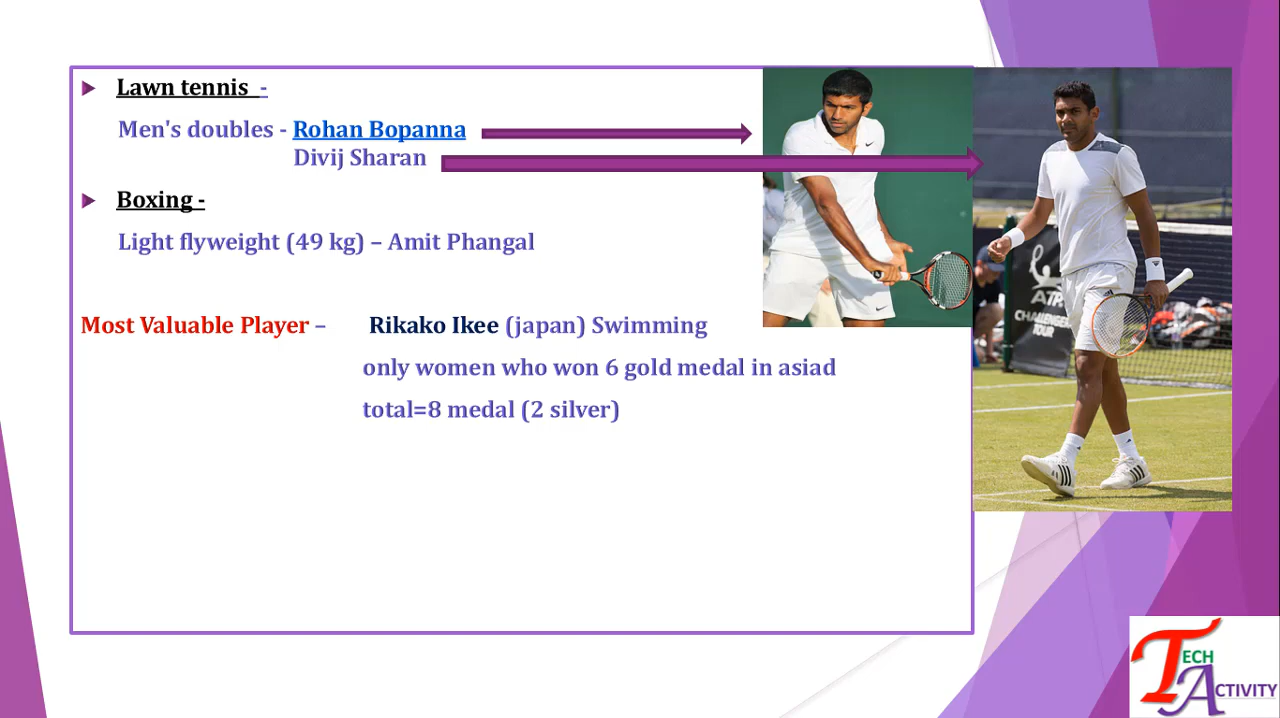 Lawn tennis -
Men's doubles - Rohan Bopanna
Divij Sharan
Boxing -
Light flyweight (49 kg) – Amit Phangal
Most Valuable Player – Rikako Ikee (japan) Swimming
only women who won 6 gold medal in asiad
total=8 medal (2 silver)
ATP
CHALLENGER
TOUR
TECH
ACTIVITY